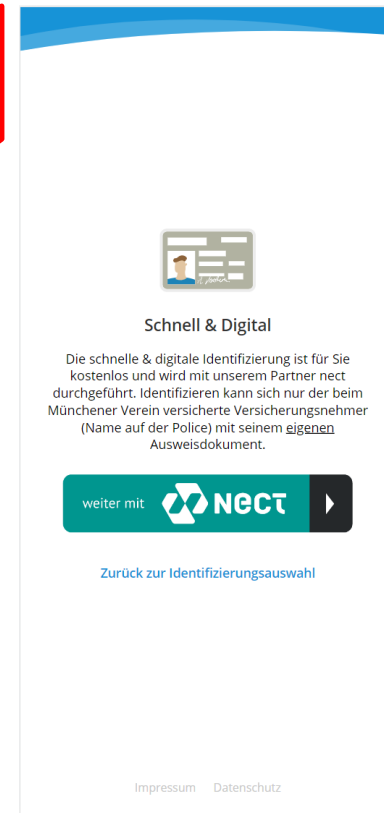 Schnell & Digital
Die schnelle & digitale Identifizierung ist für Sie
kostenlos und wird mit unserem Partner nect
durchgeführt. Identifizieren kann sich nur der beim
Münchener Verein versicherte Versicherungsnehmer
(Name auf der Police) mit seinem eigenen
Ausweisdokument.
weiter mit Nect
Zurück zur Identifizierungsauswahl
Impressum Datenschutz